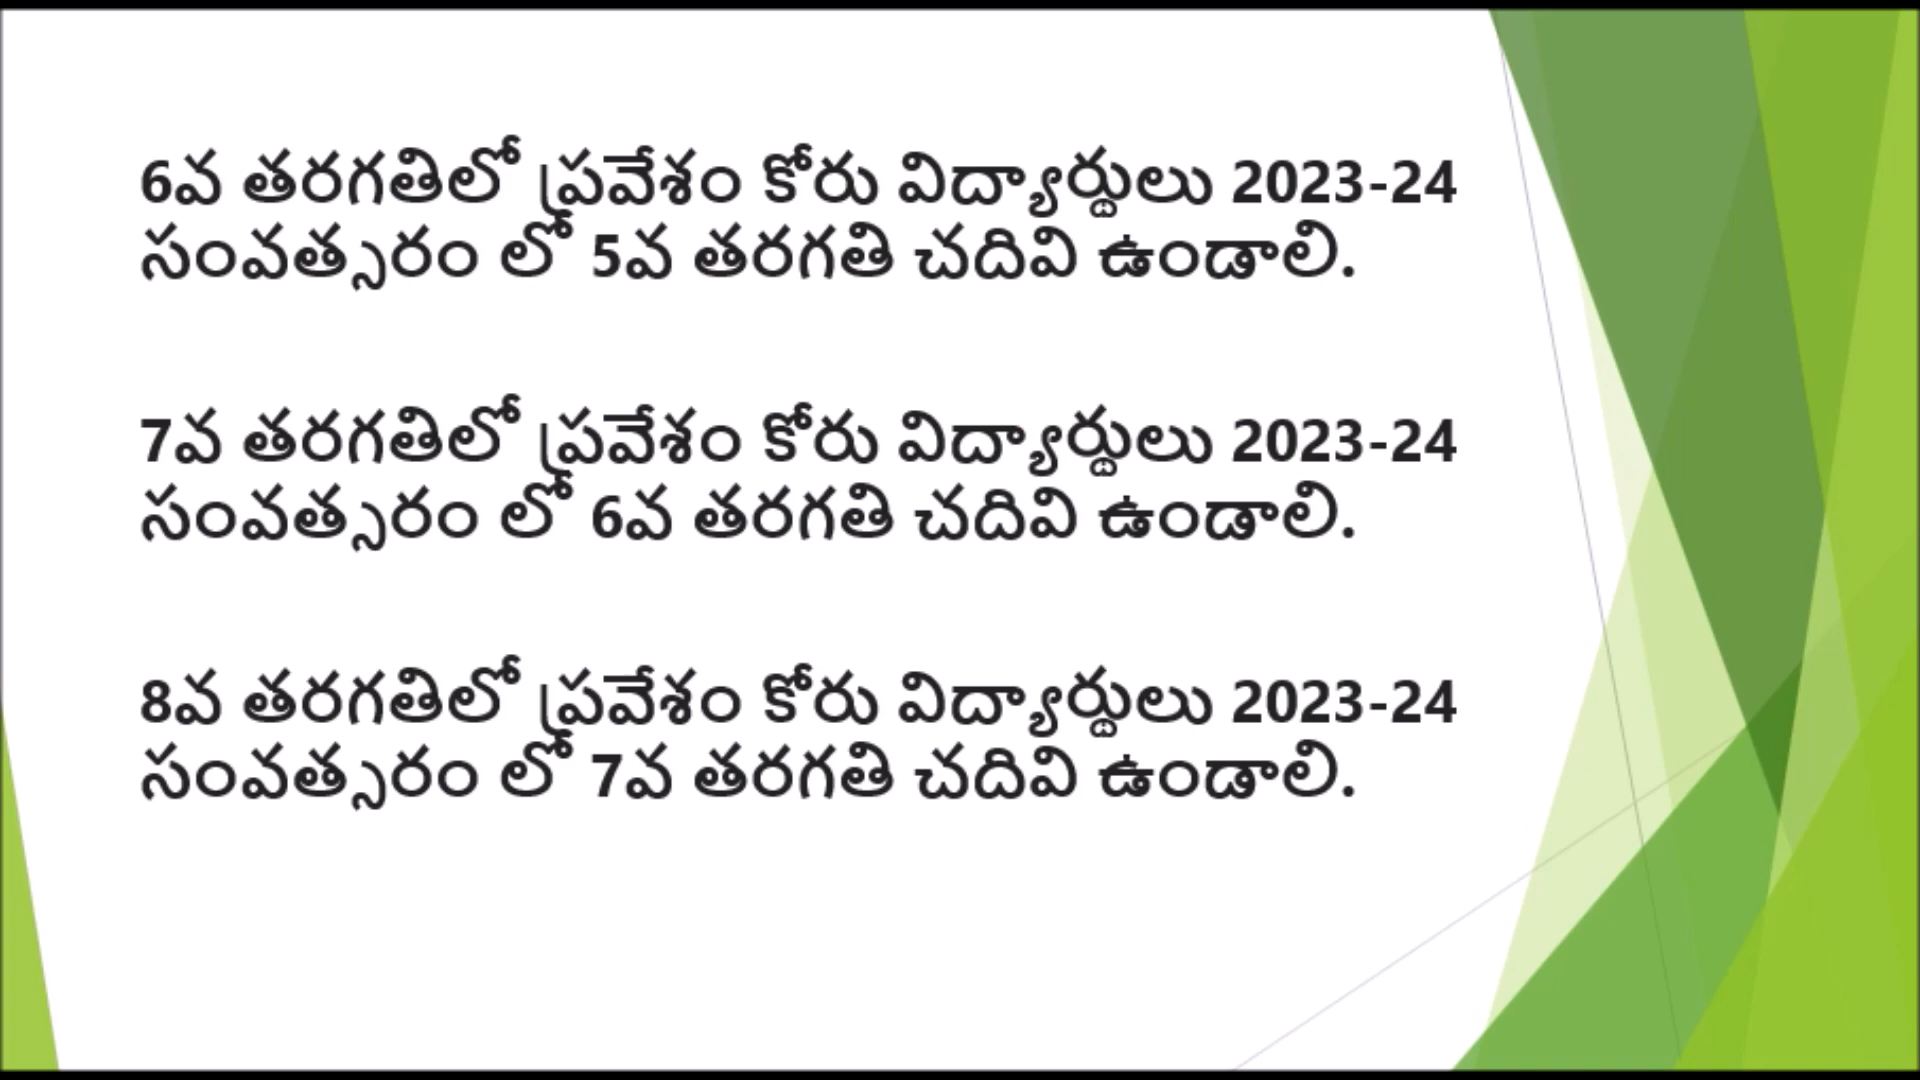 6వ తరగతిలో ప్రవేశం కోరు విద్యార్థులు 2023-24
సంవత్సరం లో 5వ తరగతి చదివి ఉండాలి.
7వ తరగతిలో ప్రవేశం కోరు విద్యార్థులు 2023-24
సంవత్సరం లో 6వ తరగతి చదివి ఉండాలి.
8వ తరగతిలో ప్రవేశం కోరు విద్యార్థులు 2023-24
సంవత్సరం లో 7వ తరగతి చదివి ఉండాలి.